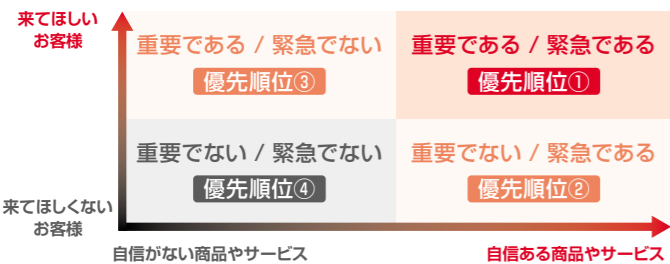 来てほしい
お客様
重要である / 緊急でない
優先順位③
重要である / 緊急である
優先順位①
重要でない / 緊急でない
優先順位④
重要でない / 緊急である
優先順位②
来てほしくない
お客様
自信がない商品やサービス
自信ある商品やサービス